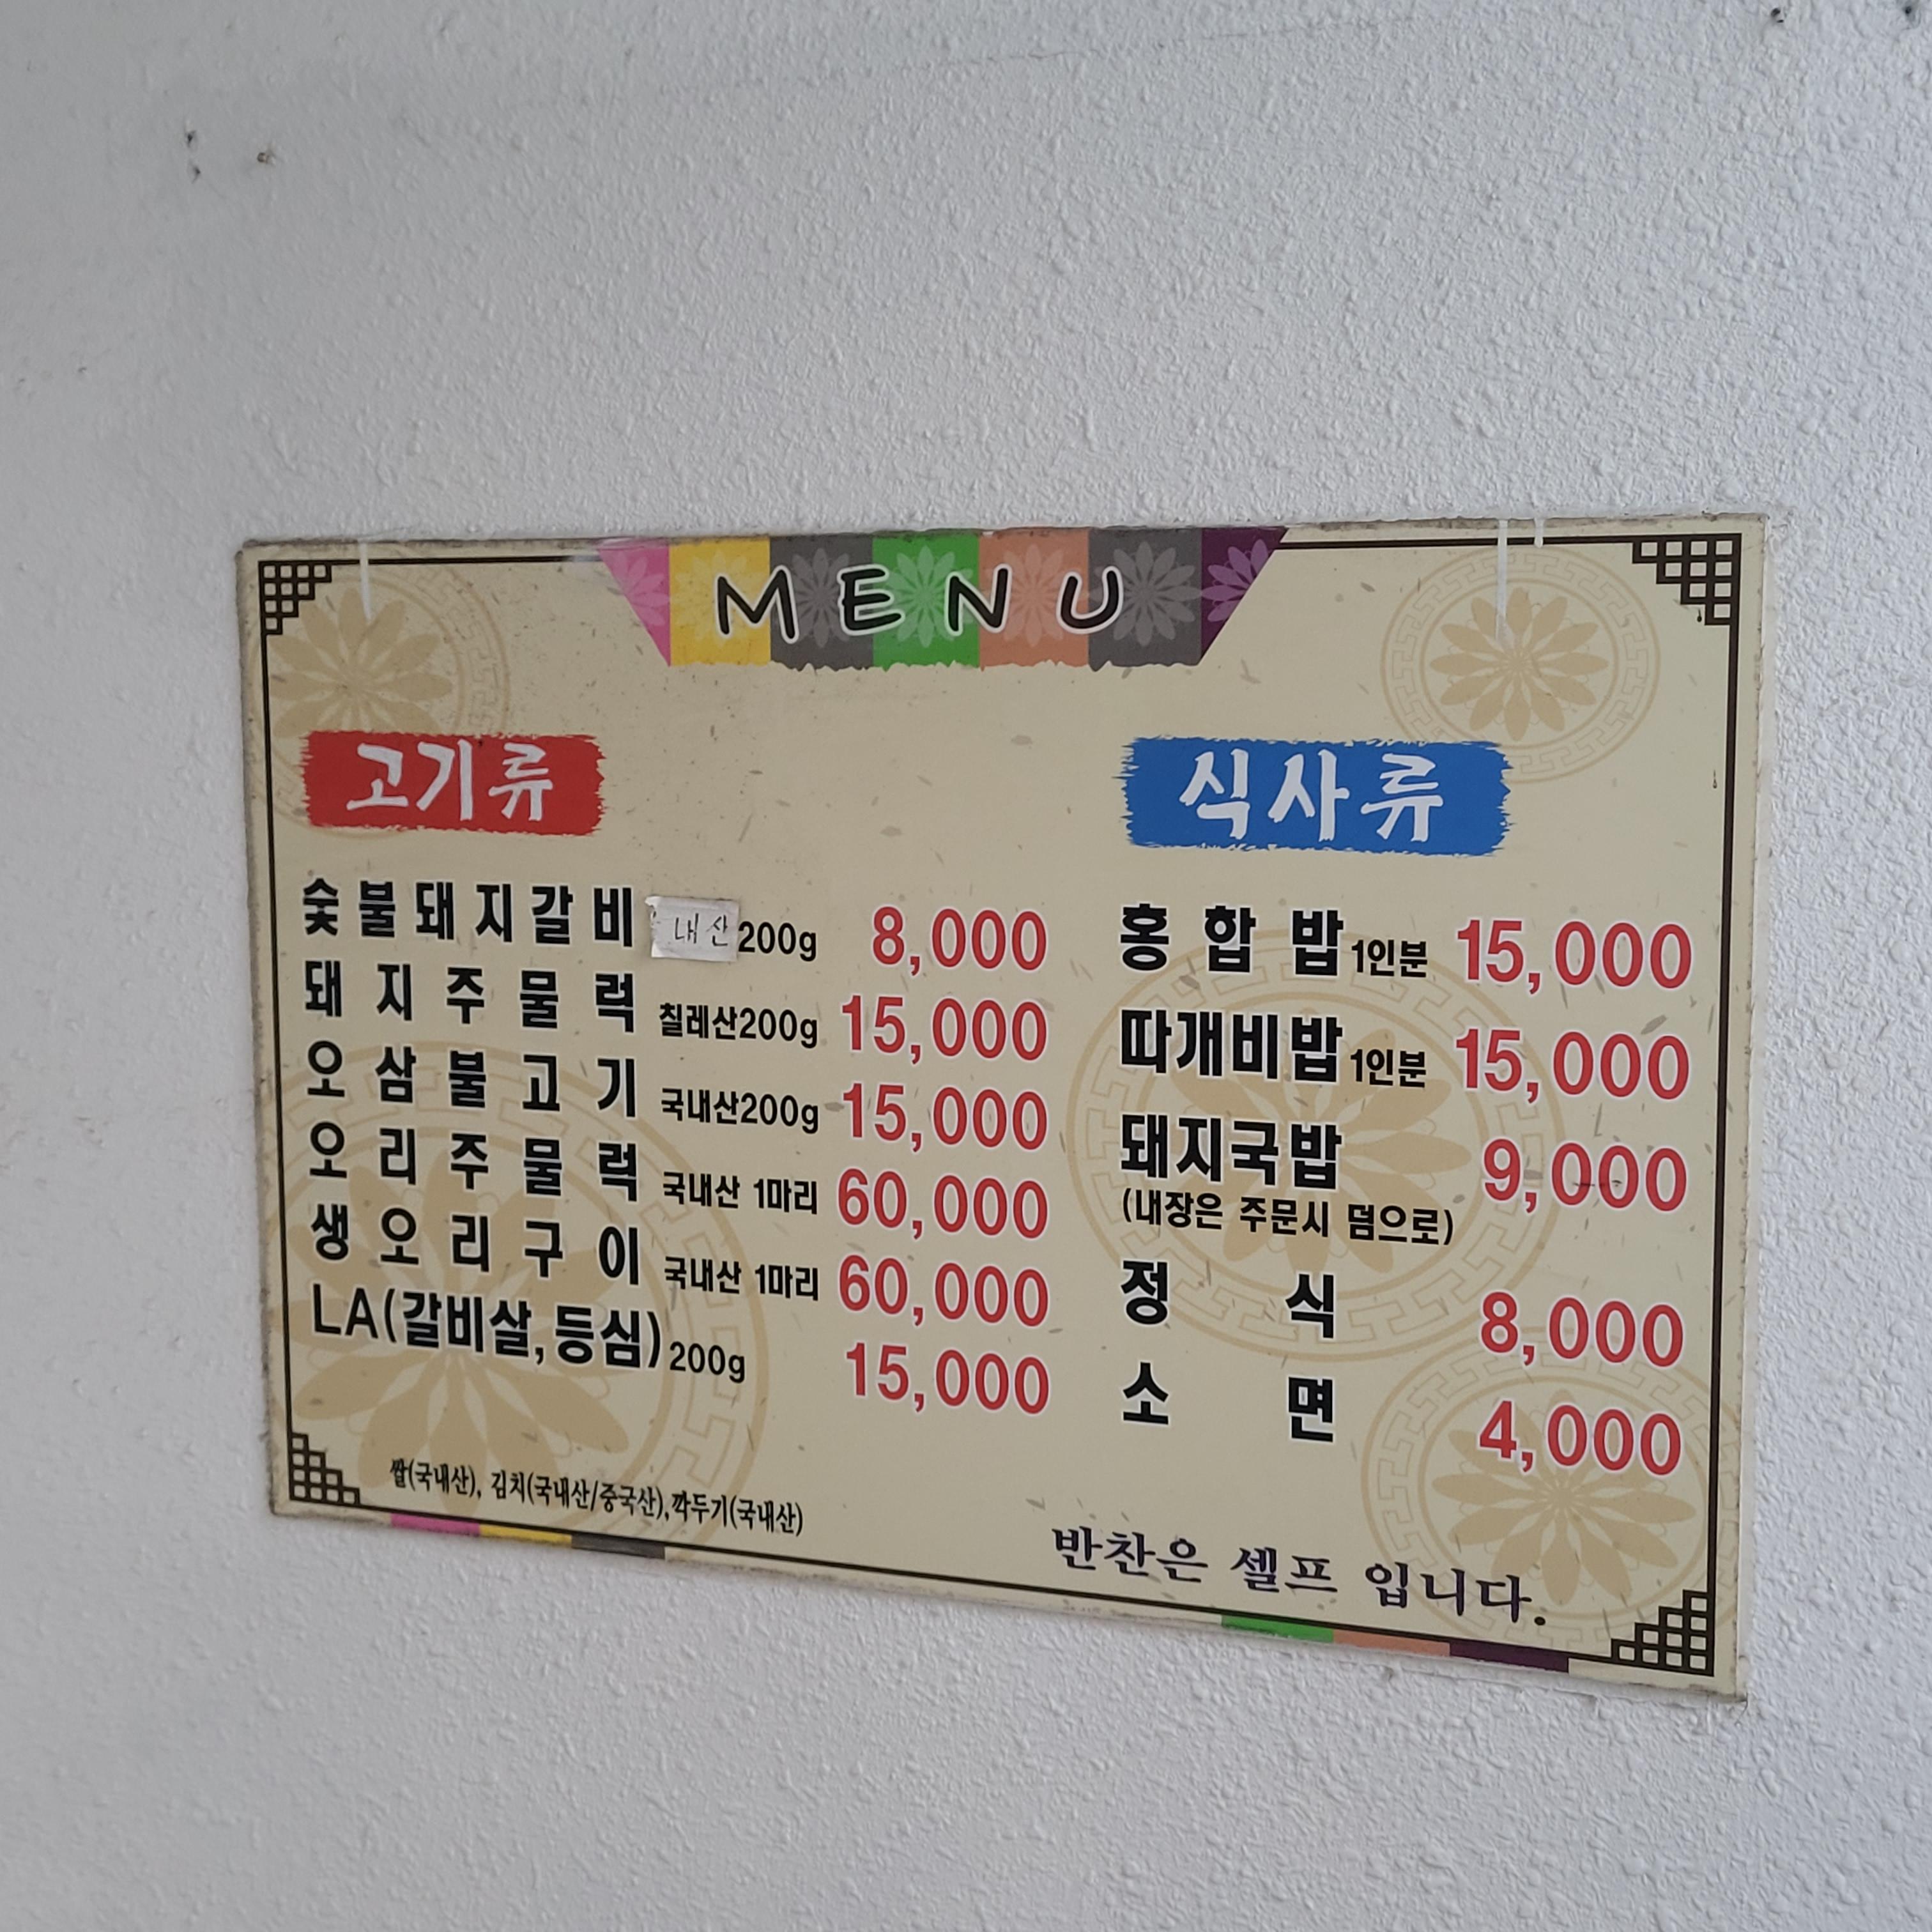 MENU
고기류
숯불돼지갈비 내산 200g 8,000
돼지주물럭 칠레산200g 15,000
오삼불고기 국내산200g 15,000
오리주물럭 국내산 1마리 60,000
생오리구이 국내산 1마리 60,000
LA(갈비살,등심) 200g 15,000
쌀(국내산), 김치(국내산/중국산),깍두기(국내산)
식사류
홍합밥 1인분 15,000
따개비밥 1인분 15,000
돼지국밥 9,000
(내장은 주문시 덤으로)
정식 8,000
소면 4,000
반찬은 셀프 입니다.